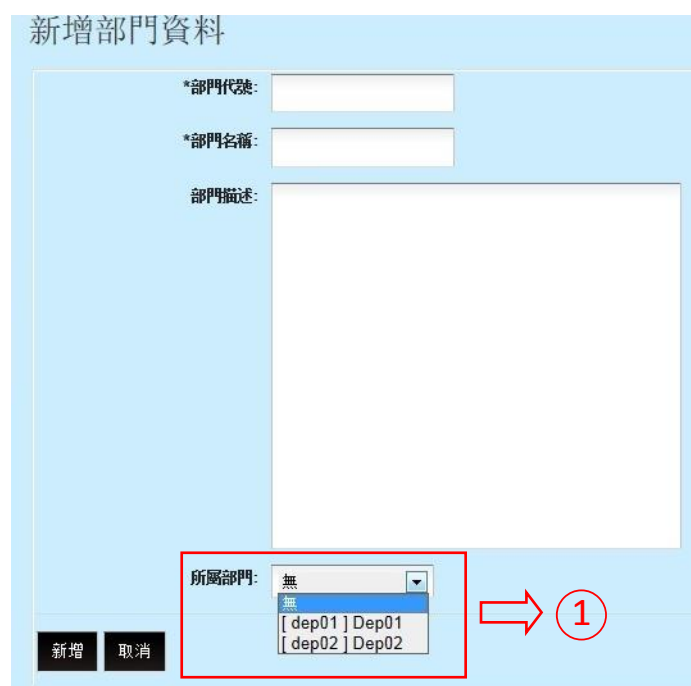 新增部門資料
*部門代號:
*部門名稱:
部門描述:
所屬部門: 無
無
[ dep01 ] Dep01
[ dep02 ] Dep02
1
新增 取消